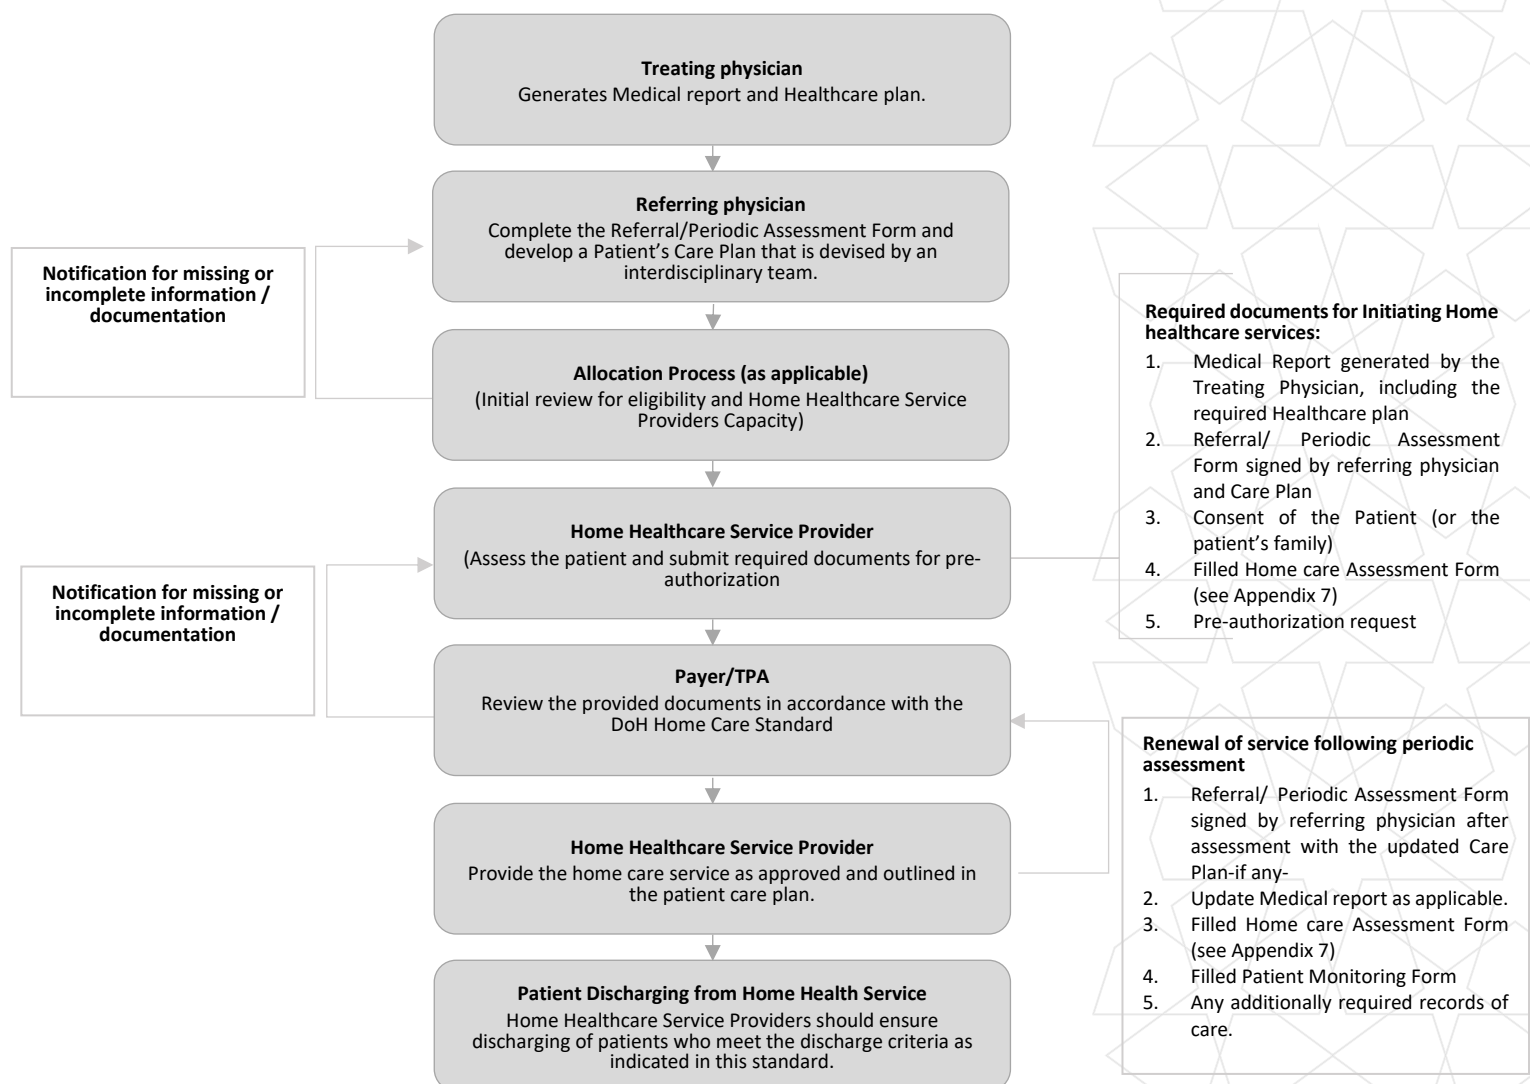 Treating physician
Generates Medical report and Healthcare plan.
Referring physician
Complete the Referral/Periodic Assessment Form and
develop a Patient’s Care Plan that is devised by an
interdisciplinary team.
Notification for missing or
incomplete information /
documentation
Allocation Process (as applicable)
(Initial review for eligibility and Home Healthcare Service
Providers Capacity)
Home Healthcare Service Provider
(Assess the patient and submit required documents for pre-
authorization
Required documents for Initiating Home
healthcare services:
1. Medical Report generated by the
Treating Physician, including the
required Healthcare plan
2. Referral/ Periodic Assessment
Form signed by referring physician
and Care Plan
3. Consent of the Patient (or the
patient’s family)
4. Filled Home care Assessment Form
(see Appendix 7)
5. Pre-authorization request
Notification for missing or
incomplete information /
documentation
Payer/TPA
Review the provided documents in accordance with the
DoH Home Care Standard
Home Healthcare Service Provider
Provide the home care service as approved and outlined in
the patient care plan.
Renewal of service following periodic
assessment
1. Referral/ Periodic Assessment Form
signed by referring physician after
assessment with the updated Care
Plan-if any-
2. Update Medical report as applicable.
3. Filled Home care Assessment Form
(see Appendix 7)
4. Filled Patient Monitoring Form
5. Any additionally required records of
care.
Patient Discharging from Home Health Service
Home Healthcare Service Providers should ensure
discharging of patients who meet the discharge criteria as
indicated in this standard.